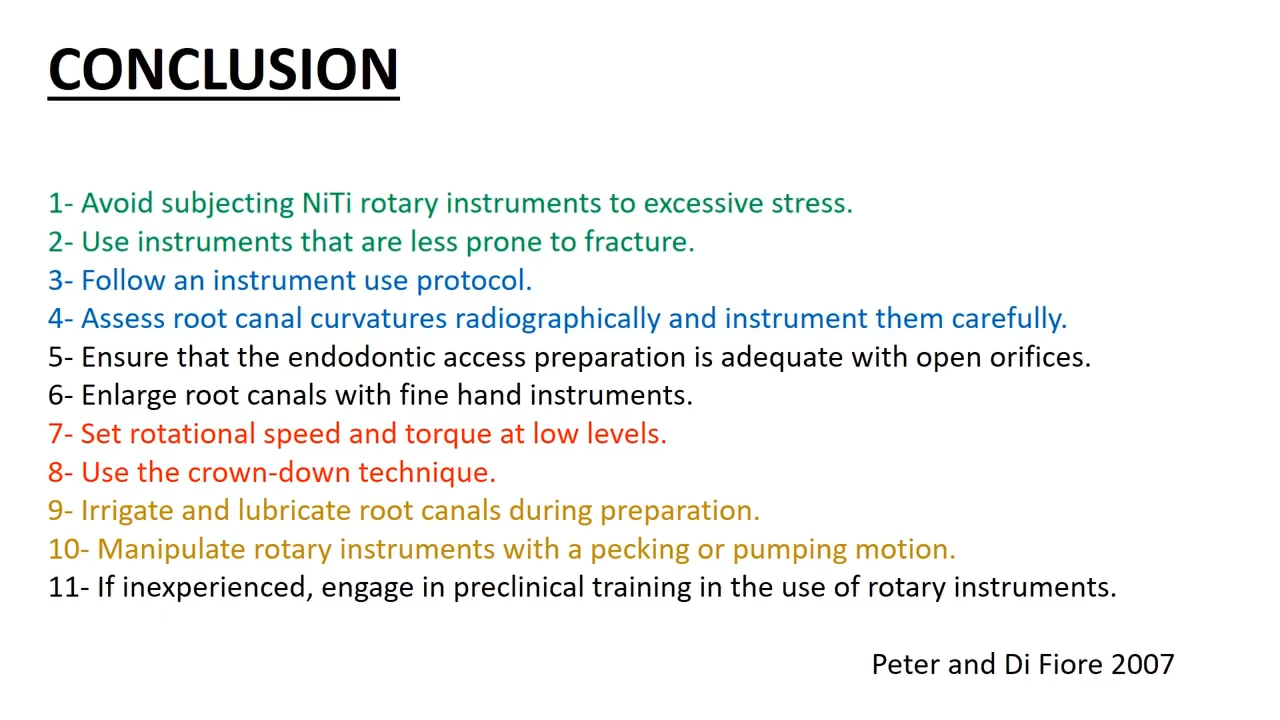 CONCLUSION
1- Avoid subjecting NiTi rotary instruments to excessive stress.
2- Use instruments that are less prone to fracture.
3- Follow an instrument use protocol.
4- Assess root canal curvatures radiographically and instrument them carefully.
5- Ensure that the endodontic access preparation is adequate with open orifices.
6- Enlarge root canals with fine hand instruments.
7- Set rotational speed and torque at low levels.
8- Use the crown-down technique.
9- Irrigate and lubricate root canals during preparation.
10- Manipulate rotary instruments with a pecking or pumping motion.
11- If inexperienced, engage in preclinical training in the use of rotary instruments.
Peter and Di Fiore 2007